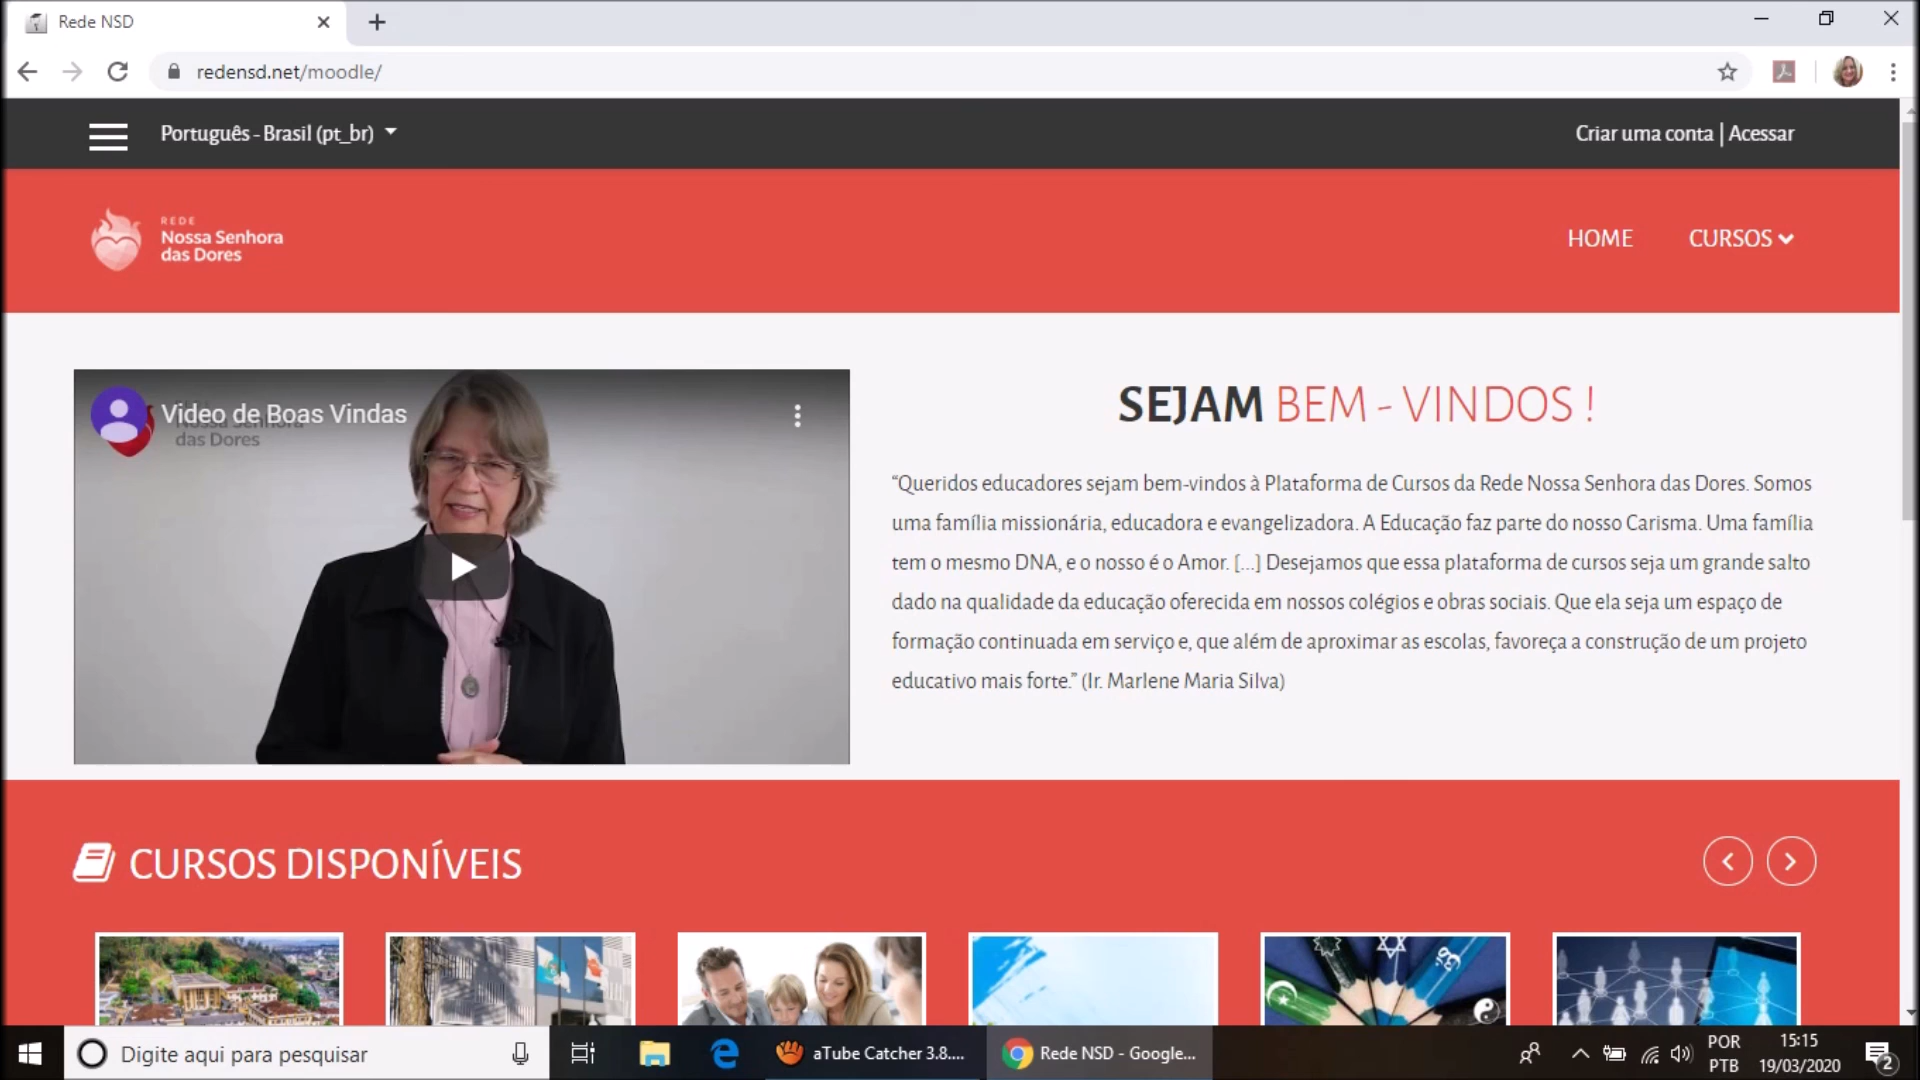 Rede NSD
redensd.net/moodle/
Português - Brasil (pt_br)
Criar uma conta | Acessar
REDE
Nossa Senhora
das Dores
HOME
CURSOS
Video de Boas Vindas
Nossa Senhora
das Dores
SEJAM BEM - VINDOS !
“Queridos educadores sejam bem-vindos à Plataforma de Cursos da Rede Nossa Senhora das Dores. Somos
uma família missionária, educadora e evangelizadora. A Educação faz parte do nosso Carisma. Uma família
tem o mesmo DNA, e o nosso é o Amor. [...] Desejamos que essa plataforma de cursos seja um grande salto
dado na qualidade da educação oferecida em nossos colégios e obras sociais. Que ela seja um espaço de
formação continuada em serviço e, que além de aproximar as escolas, favoreça a construção de um projeto
educativo mais forte.” (Ir. Marlene Maria Silva)
CURSOS DISPONÍVEIS
Digite aqui para pesquisar
aTube Catcher 3.8....
Rede NSD - Google...
POR
PTB
15:15
19/03/2020
2